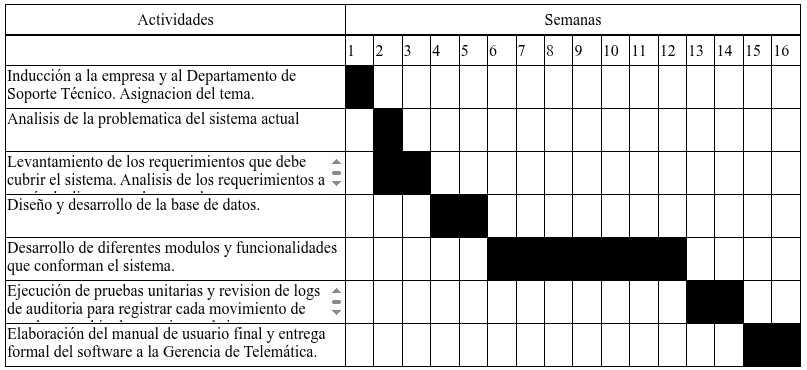 Actividades Semanas
1 2 3 4 5 6 7 8 9 10 11 12 13 14 15 16
Inducción a la empresa y al Departamento de
Soporte Técnico. Asignacion del tema.
Analisis de la problematica del sistema actual
Levantamiento de los requerimientos que debe
cubrir el sistema. Analisis de los requerimientos a
Diseño y desarrollo de la base de datos.
Desarrollo de diferentes modulos y funcionalidades
que conforman el sistema.
Ejecución de pruebas unitarias y revision de logs
de auditoria para registrar cada movimiento de
Elaboración del manual de usuario final y entrega
formal del software a la Gerencia de Telemática.